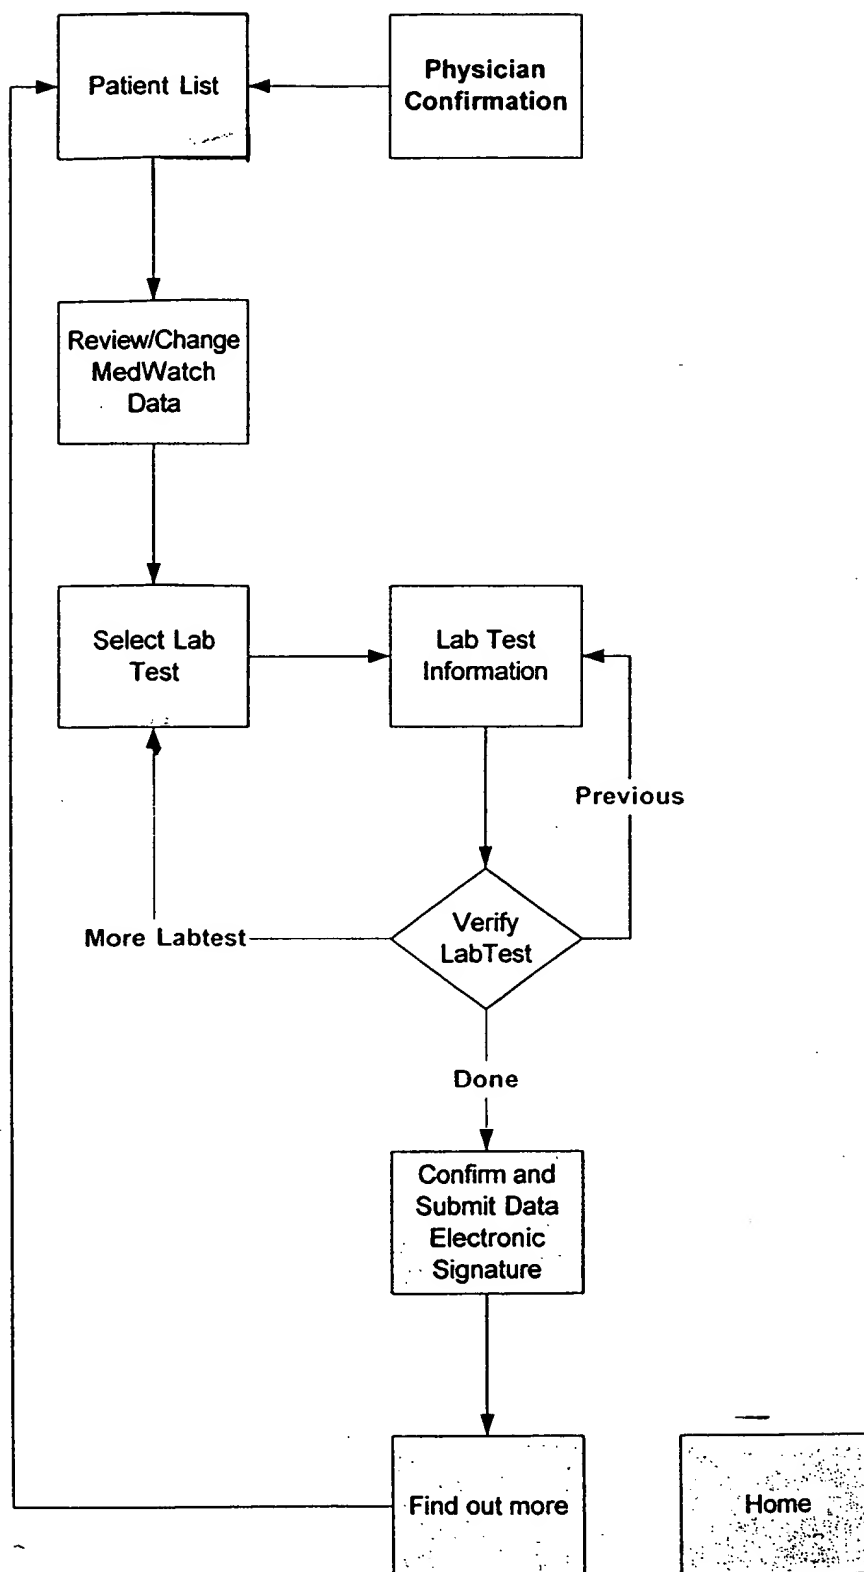 Patient List
Physician
Confirmation
Review/Change
MedWatch
Data
Select Lab
Test
Lab Test
Information
Previous
More Labtest
Verify
LabTest
Done
Confirm and
Submit Data
Electronic
Signature
Find out more
Home